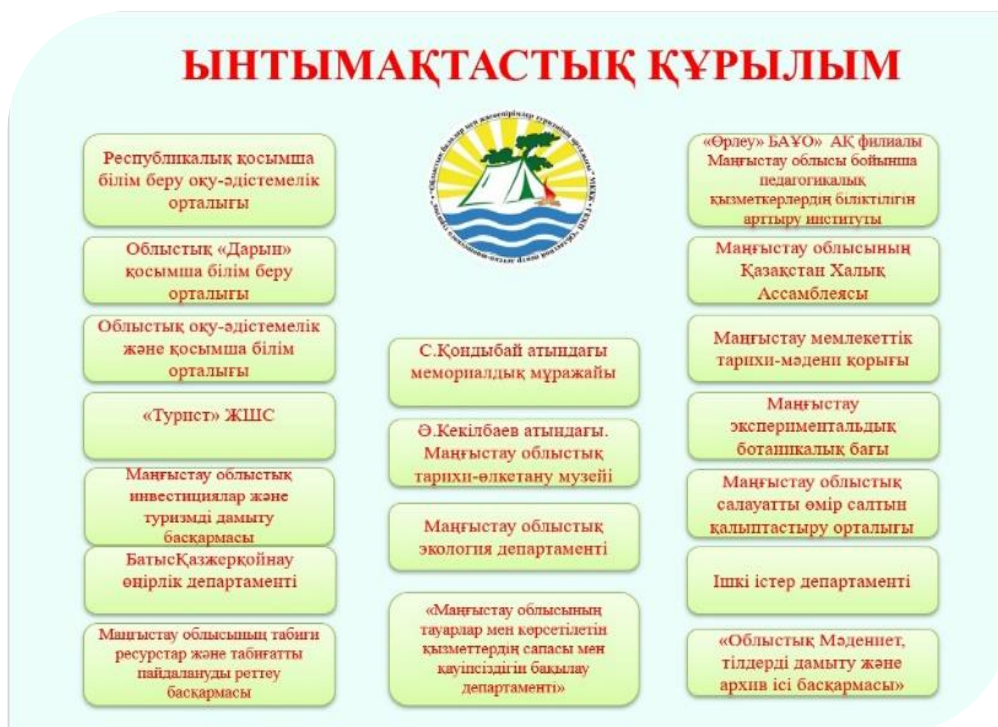 ЫНТЫМАҚТАСТЫҚ ҚҰРЫЛЫМ
Республикалық қосымша
білім беру оқу-әдістемелік
орталығы
Облыстық «Дарын»
қосымша білім беру
орталығы
Облыстық оқу-әдістемелік
және қосымша білім
орталығы
«Турист» ЖШС
Маңғыстау облыстық
инвестициялар және
туризмді дамыту
басқармасы
БатысҚазжерқойнау
өңірлік департаменті
Маңғыстау облысының табиғи
ресурстар және табиғатты
пайдалануды реттеу
басқармасы
С.Қондыбай атындағы
мемориалдық мұражайы
Ә.Кекілбаев атындағы.
Маңғыстау облыстық
тарихи-өлкетану музейі
Маңғыстау облыстық
экология департаменті
«Маңғыстау облысының
тауарлар мен көрсетілетін
қызметтердің сапасы мен
қауіпсіздігін бақылау
департаменті»
«Өрлеу» БАҰО» АҚ филиалы
Маңғыстау облысы бойынша
педагогикалық
қызметкерлердің біліктілігін
арттыру институты
Маңғыстау облысының
Қазақстан Халық
Ассамблеясы
Маңғыстау мемлекеттік
тарихи-мәдени қорығы
Маңғыстау
экспериментальдық
ботаникалық бағы
Маңғыстау облыстық
салауатты өмір салтын
қалыптастыру орталығы
Ішкі істер департаменті
«Облыстық Мәдениет,
тілдерді дамыту және
архив ісі басқармасы»